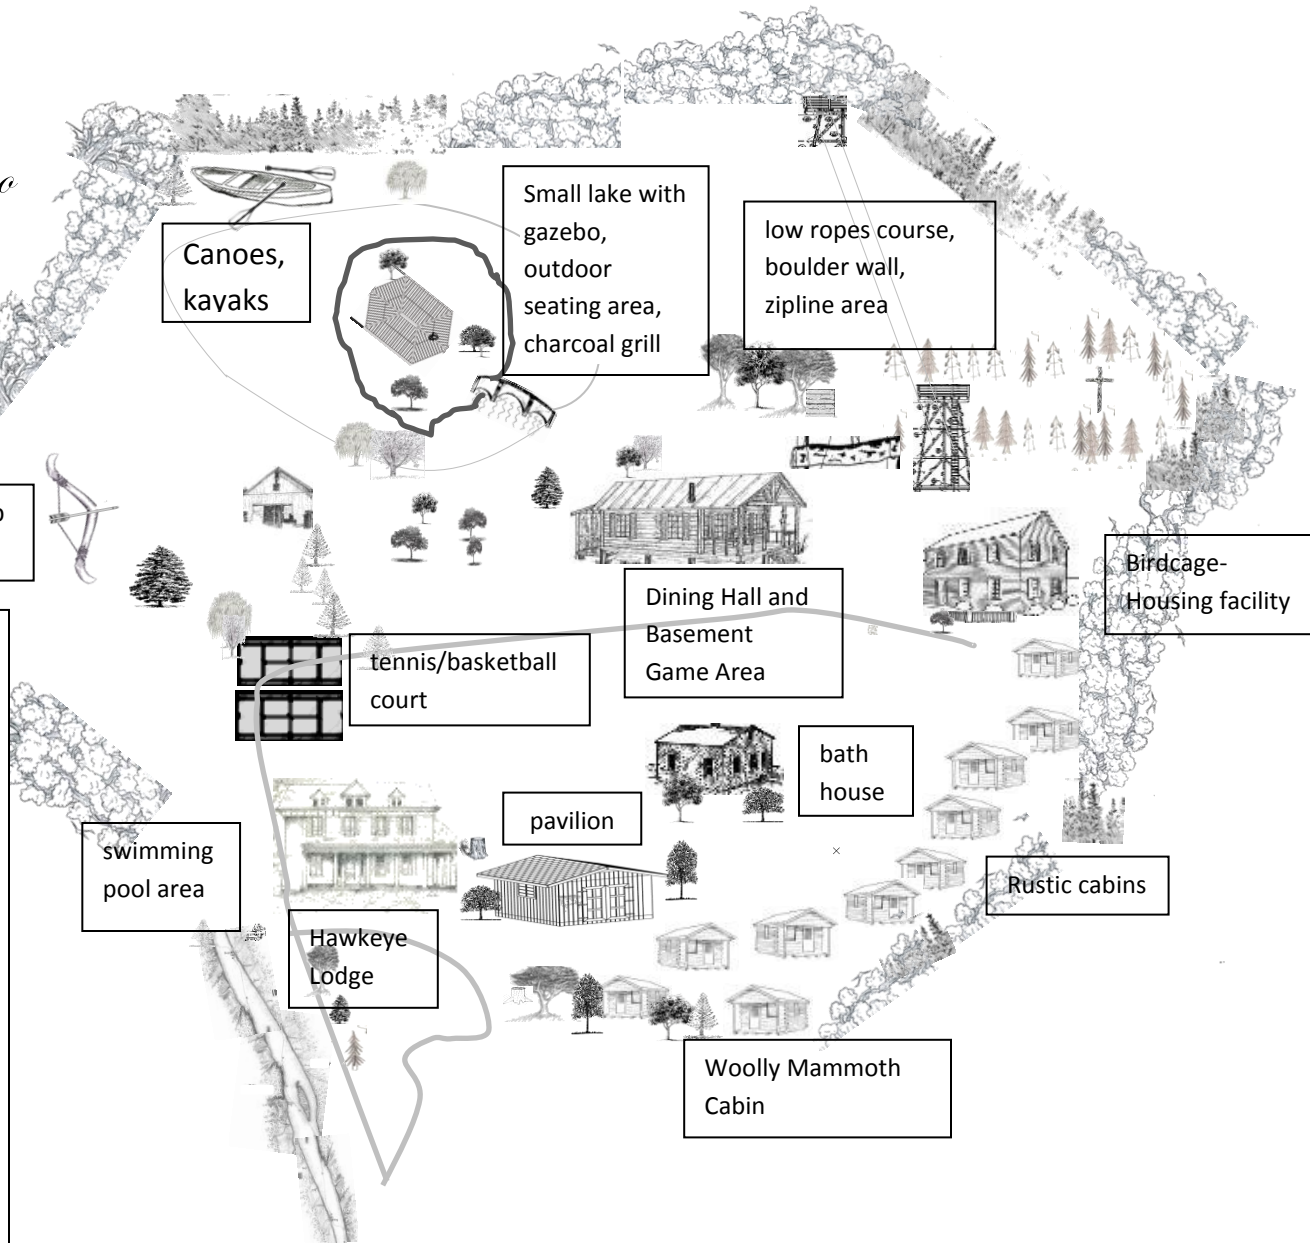 Canoes,
kayaks
Small lake with
gazebo,
outdoor
seating area,
charcoal grill
low ropes course,
boulder wall,
zipline area
Birdcage-
Housing facility
Dining Hall and
Basement
Game Area
tennis/basketball
court
bath
house
pavilion
swimming
pool area
Rustic cabins
Hawkeye
Lodge
Woolly Mammoth
Cabin